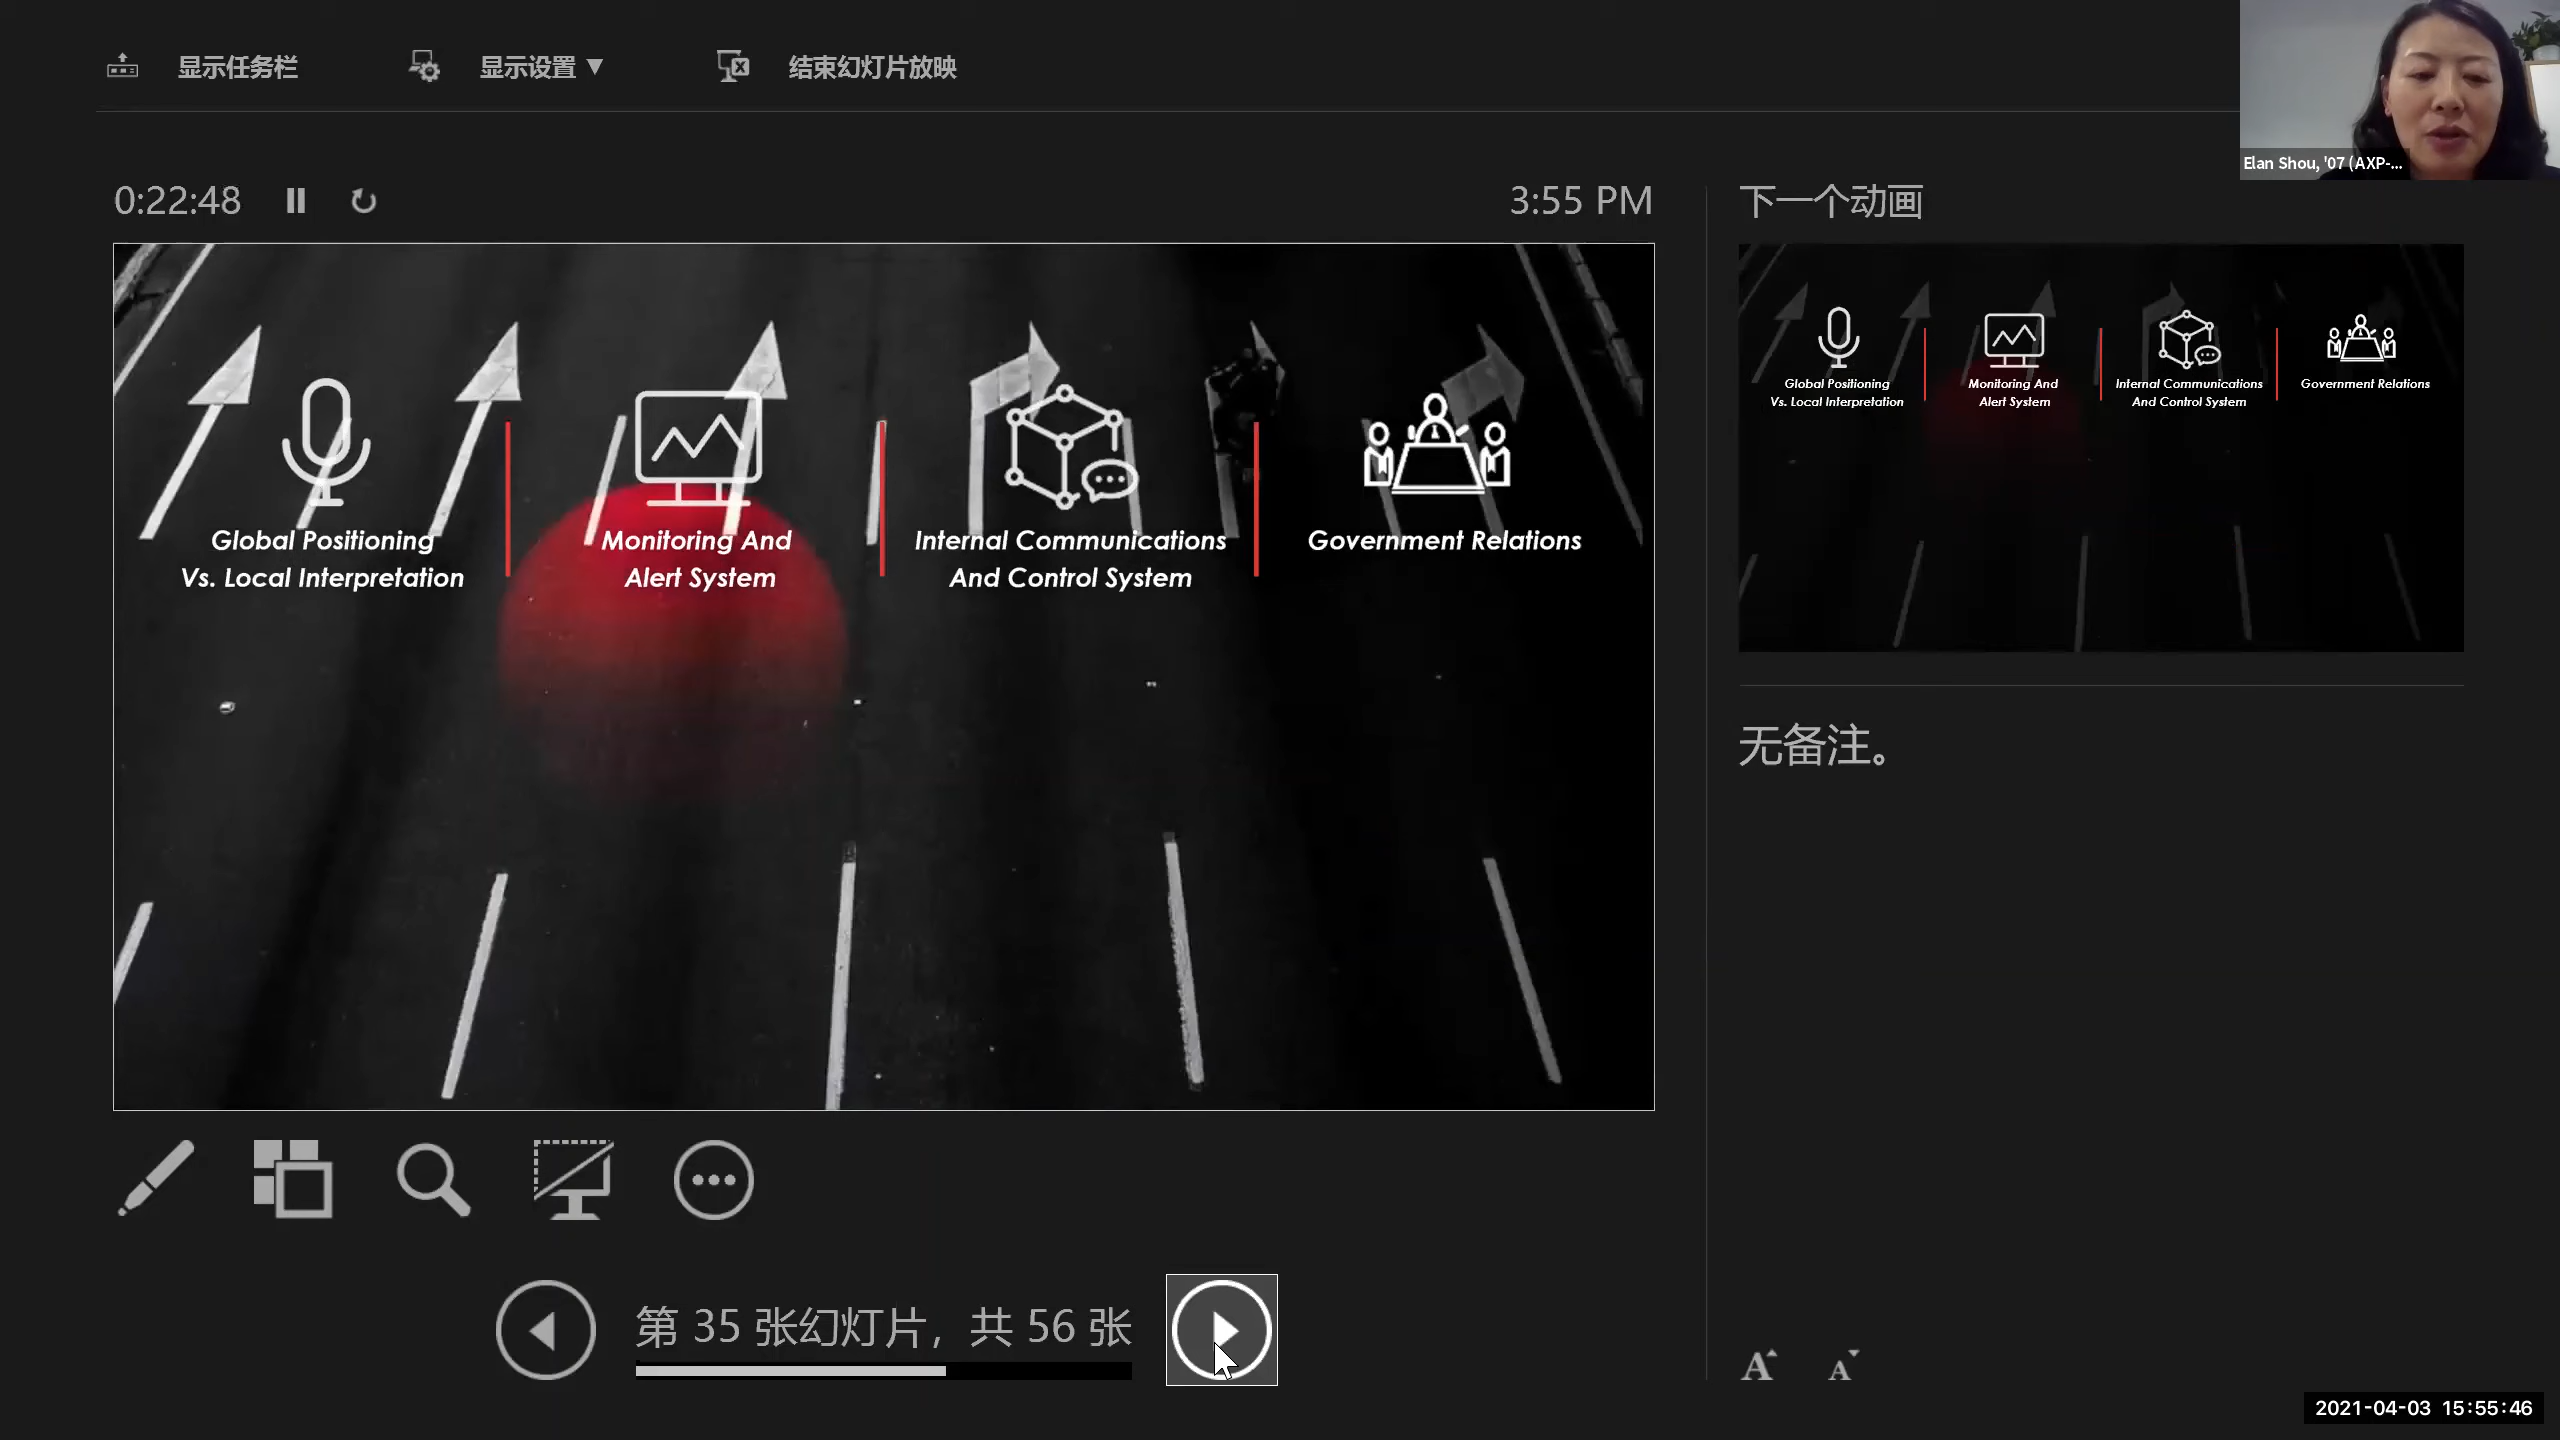 显示任务栏
显示设置 ▼
结束幻灯片放映
Elan Shou, '07 (AXP-...
0:22:48
3:55 PM
下一个动画
Global Positioning
Vs. Local Interpretation
Monitoring And
Alert System
Internal Communications
And Control System
Government Relations
Global Positioning
Vs. Local Interpretation
Monitoring And
Alert System
Internal Communications
And Control System
Government Relations
无备注。
第 35 张幻灯片，共 56 张
A A
2021-04-03 15:55:46